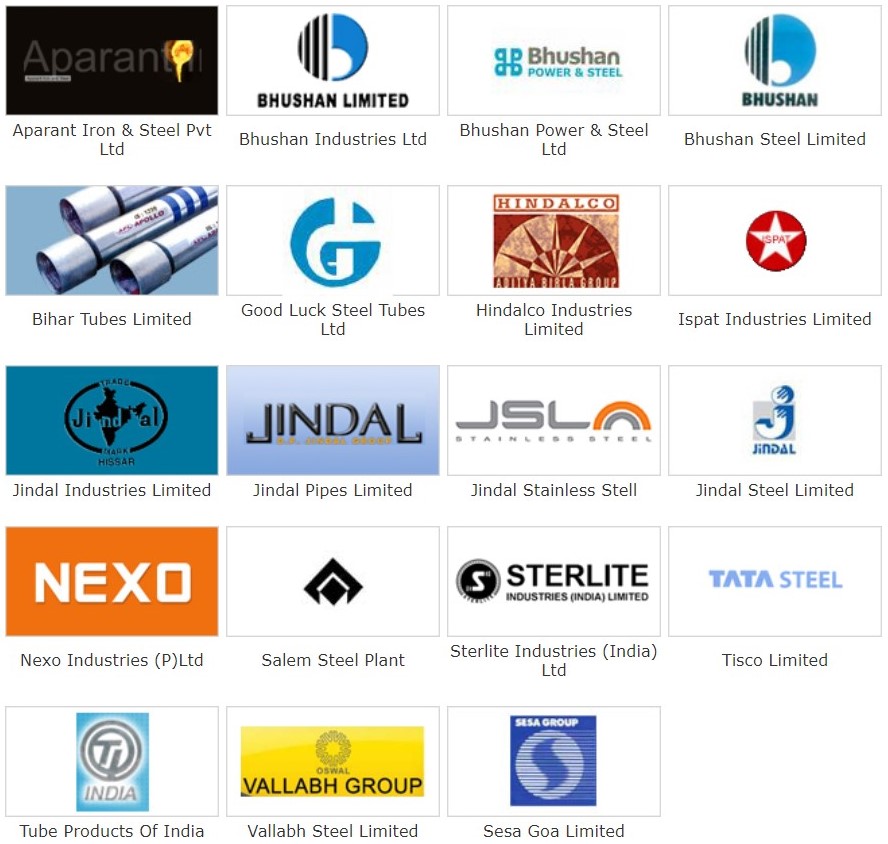 Aparant
Aparant Iron & Steel Pvt
Ltd
BHUSHAN LIMITED
Bhushan Industries Ltd
Bhushan
POWER & STEEL
Bhushan Power & Steel
Ltd
BHUSHAN
Bhushan Steel Limited
APOLLO
Bihar Tubes Limited
G
Good Luck Steel Tubes
Ltd
HINDALCO
ADITYA BIRLA GROUP
Hindalco Industries
Limited
ISPAT
Ispat Industries Limited
TRADE
Jindal
MARK
HISSAR
Jindal Industries Limited
JINDAL
D.P. JINDAL GROUP
Jindal Pipes Limited
JSL
STAINLESS STEEL
Jindal Stainless Stell
JINDAL
Jindal Steel Limited
NEXO
Nexo Industries (P)Ltd
Salem Steel Plant
S
STERLITE
INDUSTRIES (INDIA) LIMITED
Sterlite Industries (India)
Ltd
TATA STEEL
Tisco Limited
TI
INDIA
Tube Products Of India
OSWAL
VALLABH GROUP
Vallabh Steel Limited
SESA GROUP
S
Sesa Goa Limited